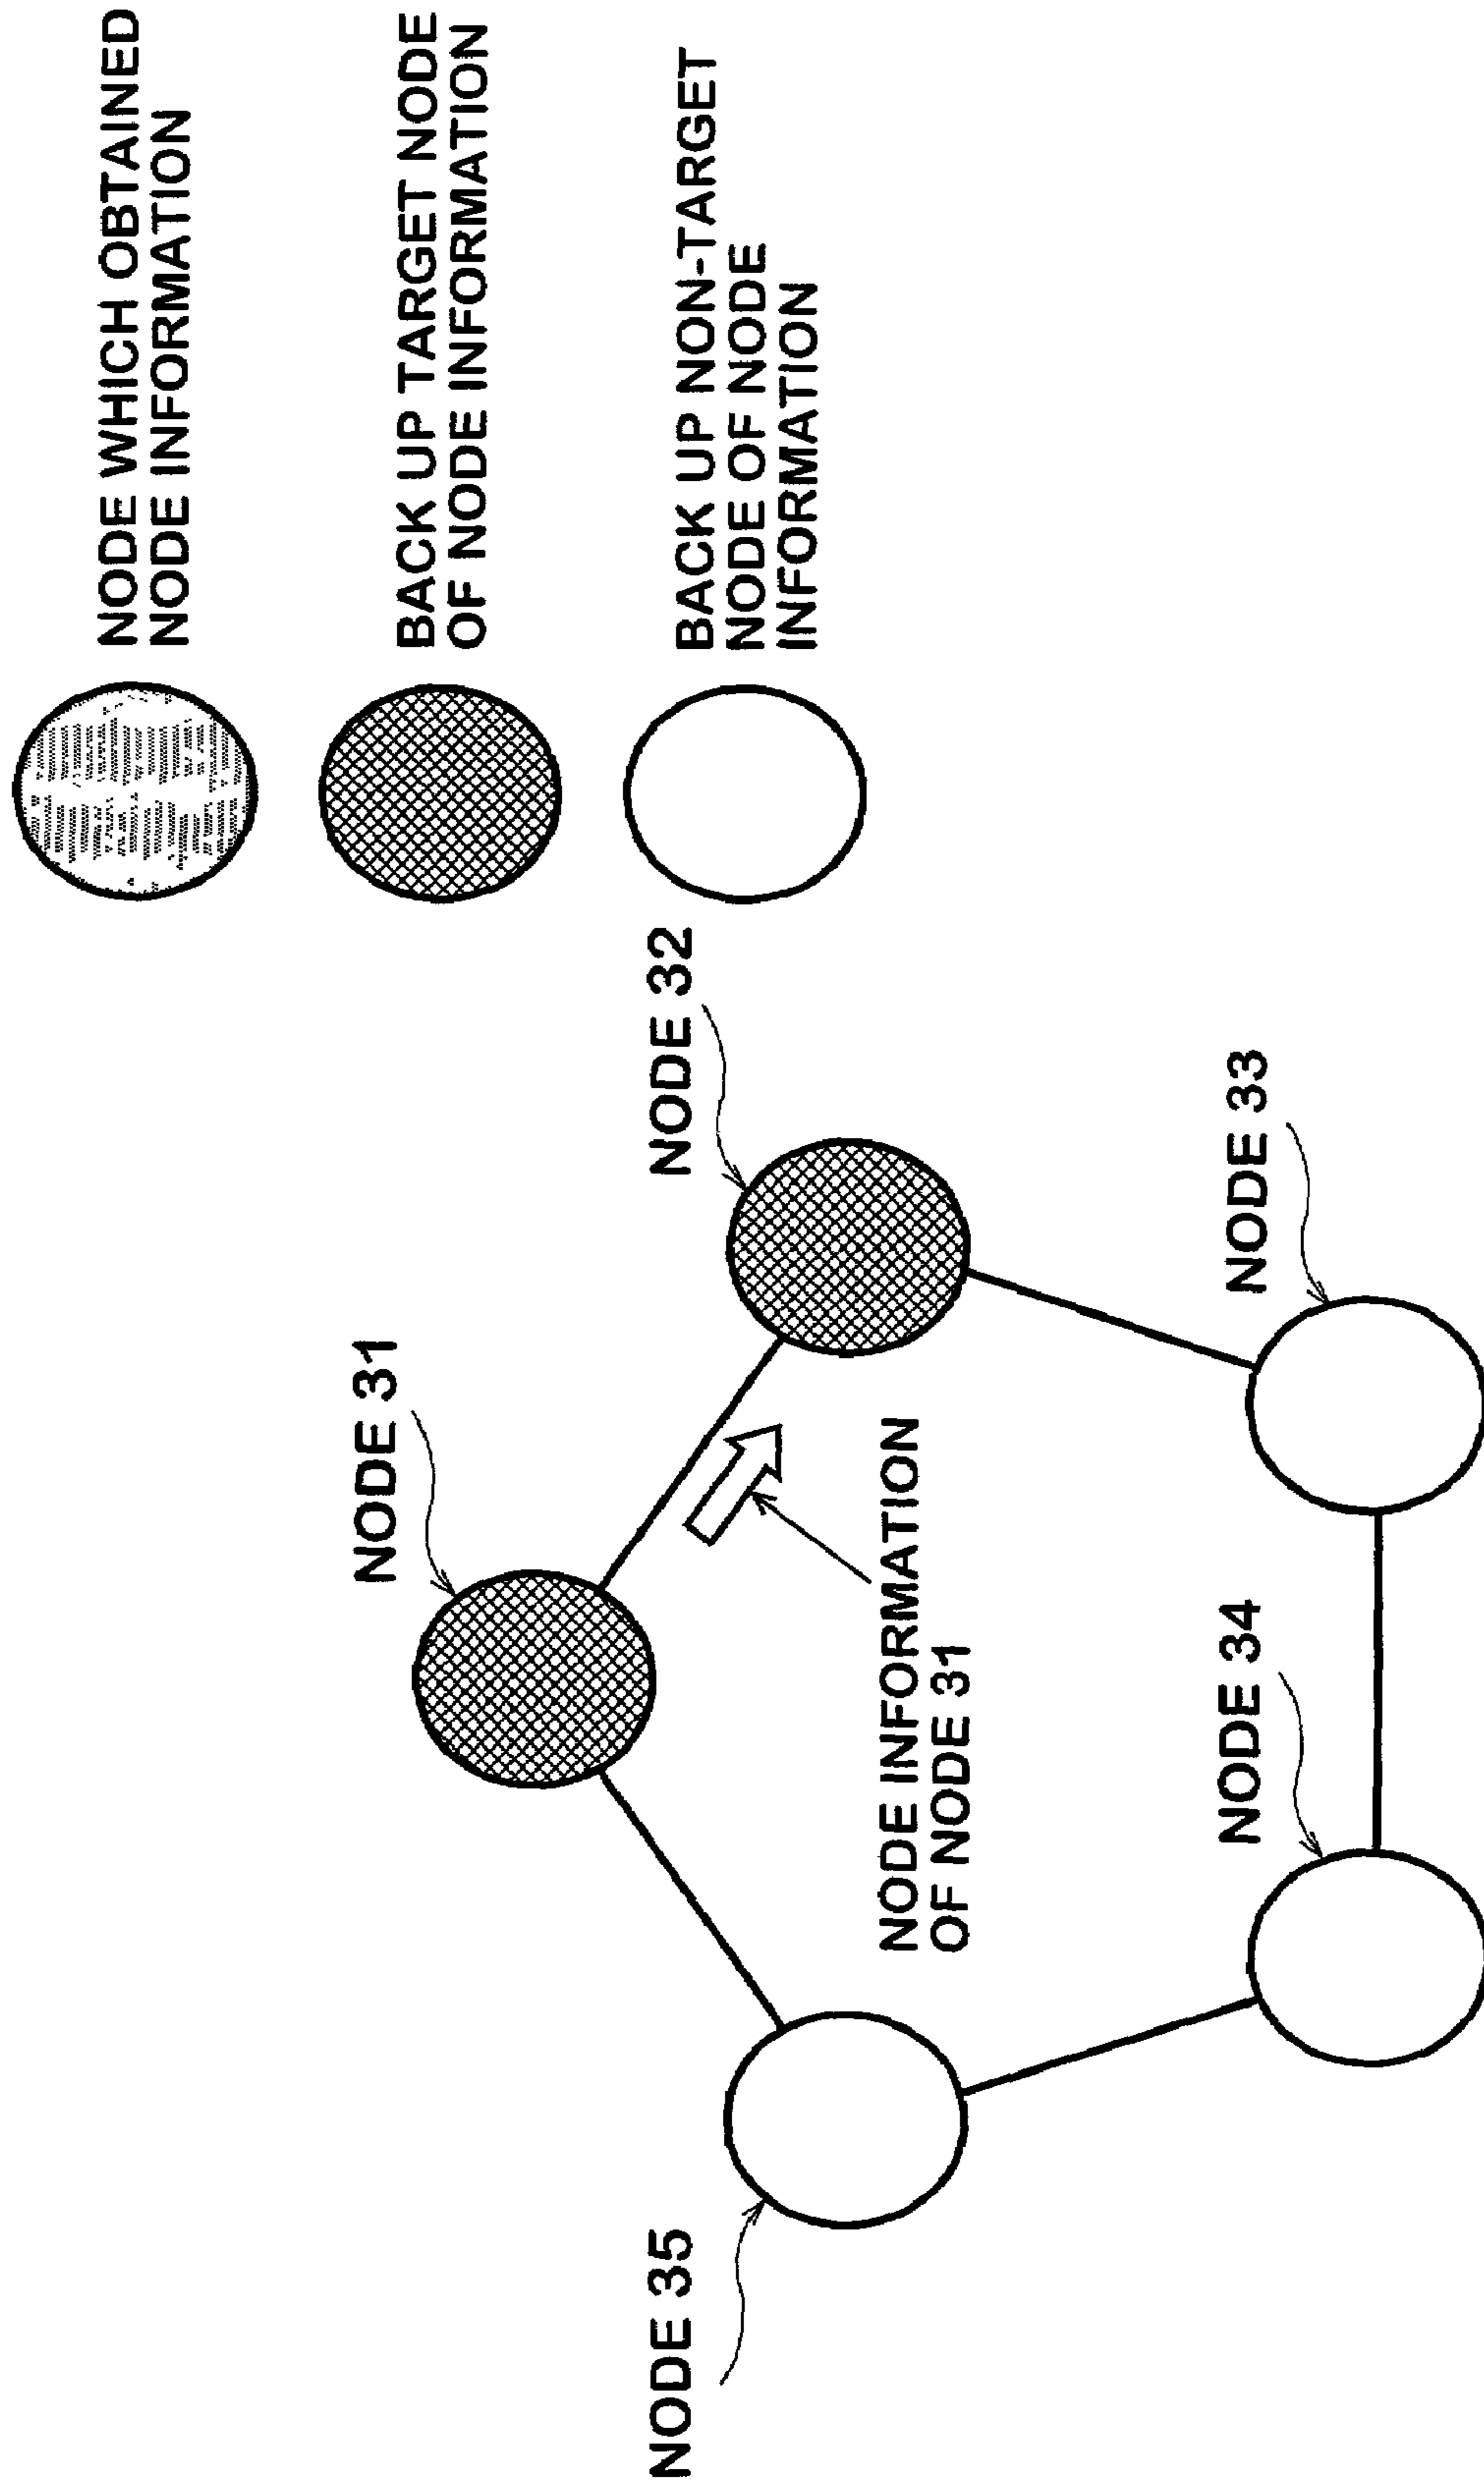 NODE WHICH OBTAINED
NODE INFORMATION
BACK UP TARGET NODE
OF NODE INFORMATION
BACK UP NON-TARGET
NODE OF NODE
INFORMATION
NODE 31
NODE 32
NODE 35
NODE INFORMATION
OF NODE 31
NODE 34
NODE 33